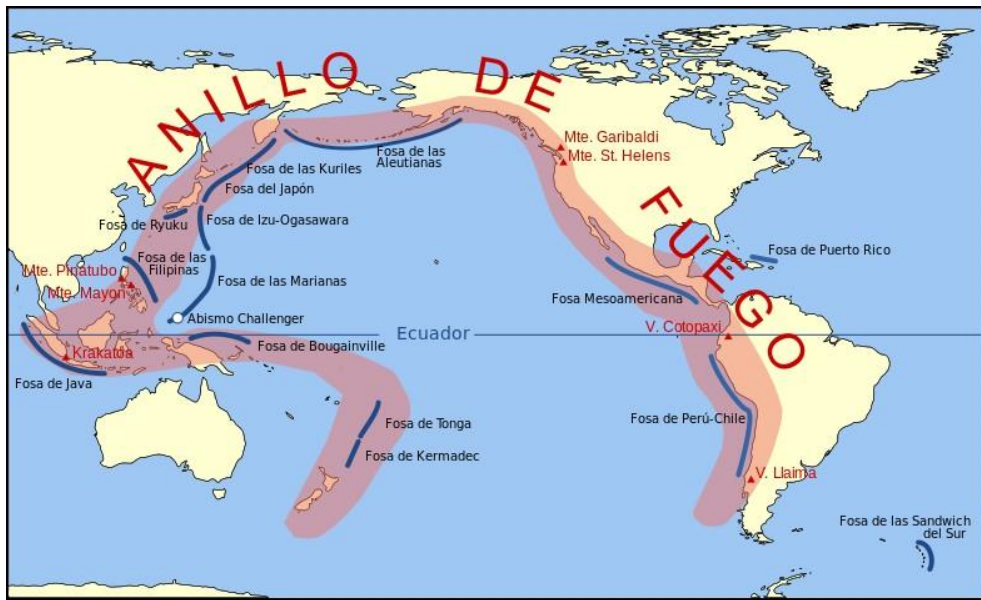 ANILLO DE FUEGO
Mte. Garibaldi
Mte. St. Helens
Fosa de las
Aleutianas
Fosa de las Kuriles
Fosa del Japón
Fosa de Izu-Ogasawara
Fosa de Ryuku
Fosa de las
Filipinas
Mte. Pinatubo
Mte. Mayon
Fosa de las Marianas
Abismo Challenger
Fosa de Puerto Rico
Fosa Mesoamericana
V. Cotopaxi
Ecuador
Fosa de Bougainville
Krakatoa
Fosa de Java
Fosa de Tonga
Fosa de Kermadec
Fosa de Perú-Chile
V. Llaima
Fosa de las Sandwich
del Sur